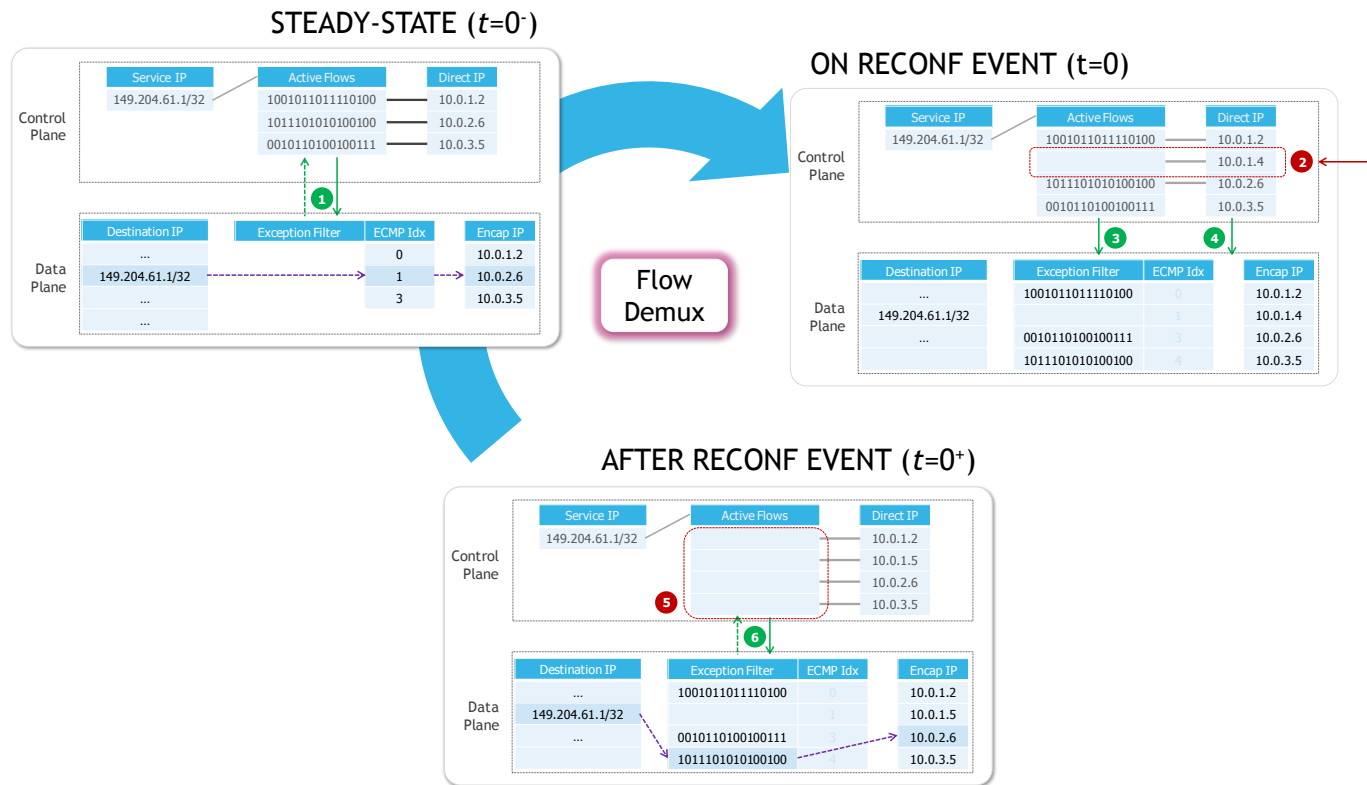 STEADY-STATE (t=0-)
Service IP Active Flows Direct IP
149.204.61.1/32 1001011011110100 10.0.1.2
1011101010100100 10.0.2.6
0010110100100111 10.0.3.5
Control
Plane
1
Destination IP Exception Filter ECMP Idx Encap IP
... 0 10.0.1.2
149.204.61.1/32 1 10.0.2.6
... 3 10.0.3.5
...
Data
Plane
Flow
Demux
ON RECONF EVENT (t=0)
Service IP Active Flows Direct IP
149.204.61.1/32 1001011011110100 10.0.1.2
10.0.1.4
1011101010100100 10.0.2.6
0010110100100111 10.0.3.5
Control
Plane
2
3 4
Destination IP Exception Filter ECMP Idx Encap IP
... 1001011011110100 0 10.0.1.2
149.204.61.1/32 1 10.0.1.4
... 0010110100100111 3 10.0.2.6
1011101010100100 4 10.0.3.5
Data
Plane
AFTER RECONF EVENT (t=0+)
Service IP Active Flows Direct IP
149.204.61.1/32 10.0.1.2
10.0.1.5
10.0.2.6
10.0.3.5
Control
Plane
5
6
Destination IP Exception Filter ECMP Idx Encap IP
... 1001011011110100 0 10.0.1.2
149.204.61.1/32 1 10.0.1.5
... 0010110100100111 3 10.0.2.6
1011101010100100 4 10.0.3.5
Data
Plane